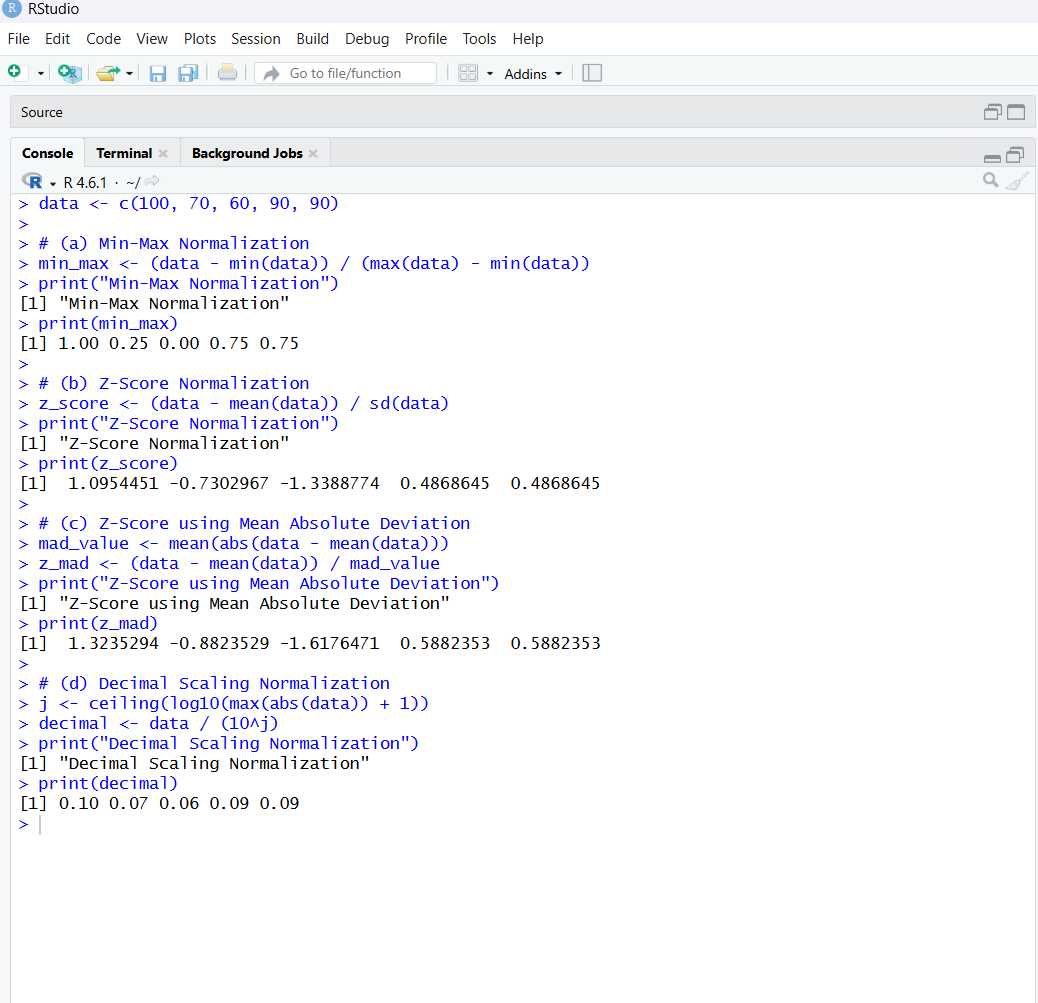 R RStudio
File Edit Code View Plots Session Build Debug Profile Tools Help
Go to file/function Addins
Source
Console Terminal Background Jobs
R R 4.6.1 · ~/
> data <- c(100, 70, 60, 90, 90)
>
> # (a) Min-Max Normalization
> min_max <- (data - min(data)) / (max(data) - min(data))
> print("Min-Max Normalization")
[1] "Min-Max Normalization"
> print(min_max)
[1] 1.00 0.25 0.00 0.75 0.75
>
> # (b) Z-Score Normalization
> z_score <- (data - mean(data)) / sd(data)
> print("Z-Score Normalization")
[1] "Z-Score Normalization"
> print(z_score)
[1]  1.0954451 -0.7302967 -1.3388774  0.4868645  0.4868645
>
> # (c) Z-Score using Mean Absolute Deviation
> mad_value <- mean(abs(data - mean(data)))
> z_mad <- (data - mean(data)) / mad_value
> print("Z-Score using Mean Absolute Deviation")
[1] "Z-Score using Mean Absolute Deviation"
> print(z_mad)
[1]  1.3235294 -0.8823529 -1.6176471  0.5882353  0.5882353
>
> # (d) Decimal Scaling Normalization
> j <- ceiling(log10(max(abs(data)) + 1))
> decimal <- data / (10^j)
> print("Decimal Scaling Normalization")
[1] "Decimal Scaling Normalization"
> print(decimal)
[1] 0.10 0.07 0.06 0.09 0.09
>